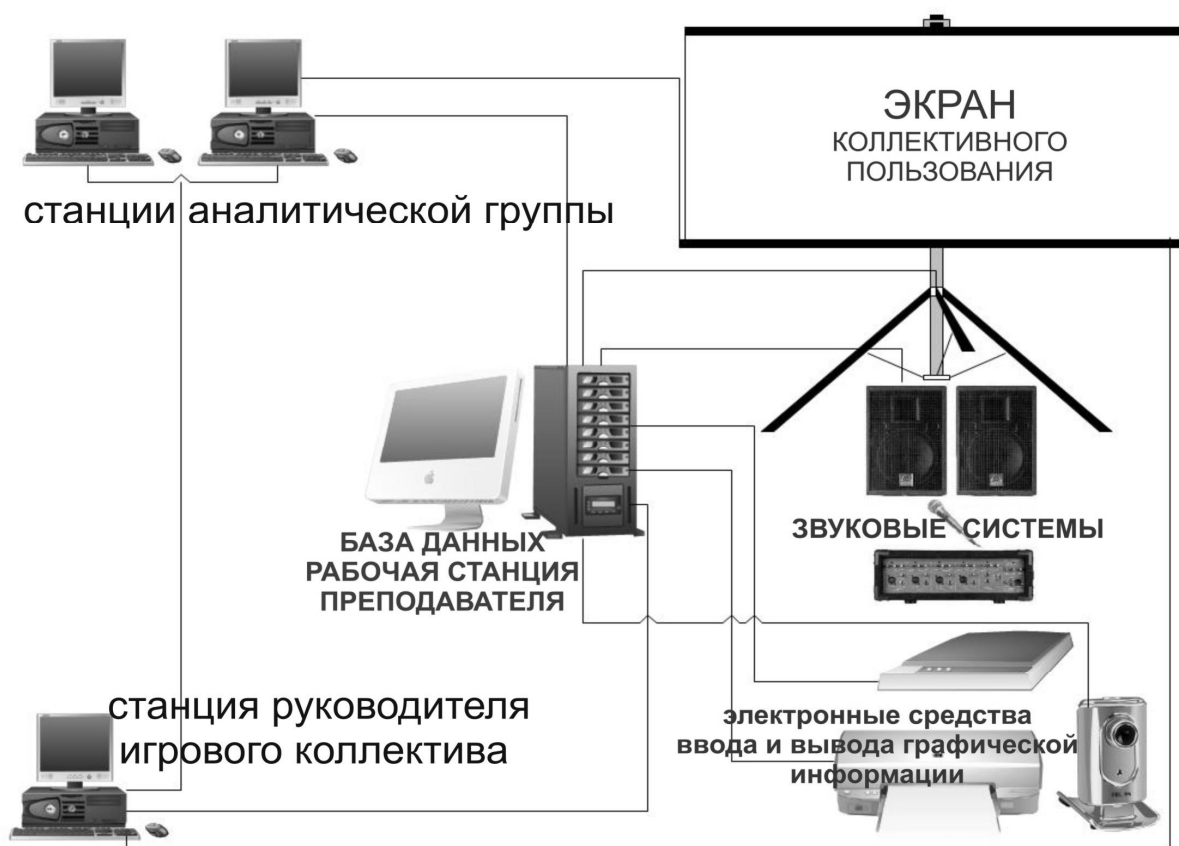 ЭКРАН
КОЛЛЕКТИВНОГО
ПОЛЬЗОВАНИЯ
станции аналитической группы
БАЗА ДАННЫХ
РАБОЧАЯ СТАНЦИЯ
ПРЕПОДАВАТЕЛЯ
ЗВУКОВЫЕ СИСТЕМЫ
станция руководителя
игрового коллектива
электронные средства
ввода и вывода графической
информации